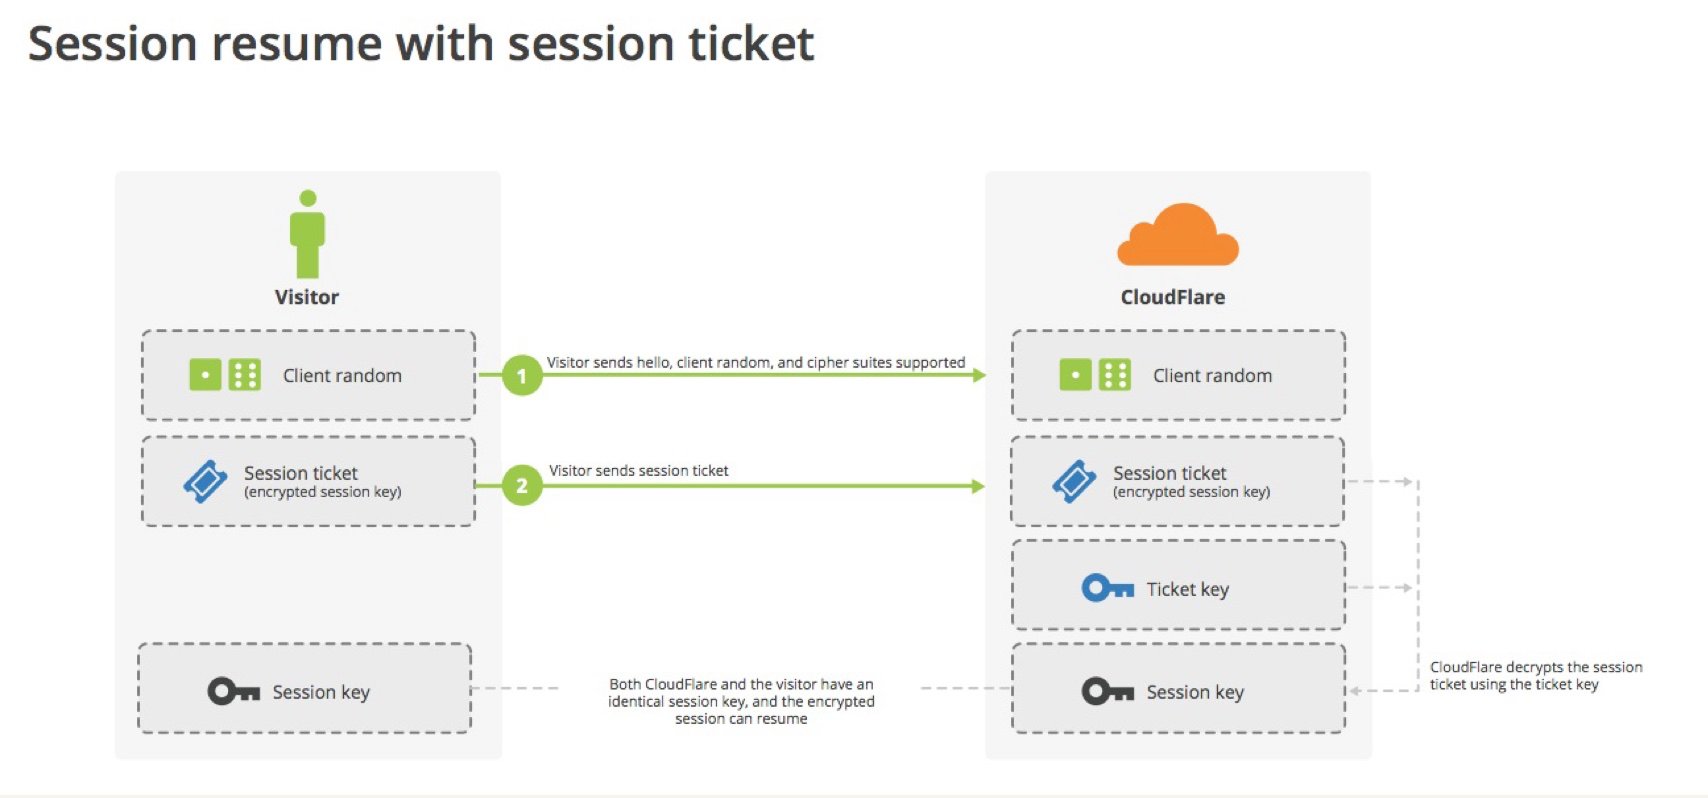 Session resume with session ticket
Visitor
CloudFlare
Client random
1
Visitor sends hello, client random, and cipher suites supported
Client random
Session ticket
(encrypted session key)
2
Visitor sends session ticket
Session ticket
(encrypted session key)
Ticket key
Session key
Both CloudFlare and the visitor have an
identical session key, and the encrypted
session can resume
Session key
CloudFlare decrypts the session
ticket using the ticket key